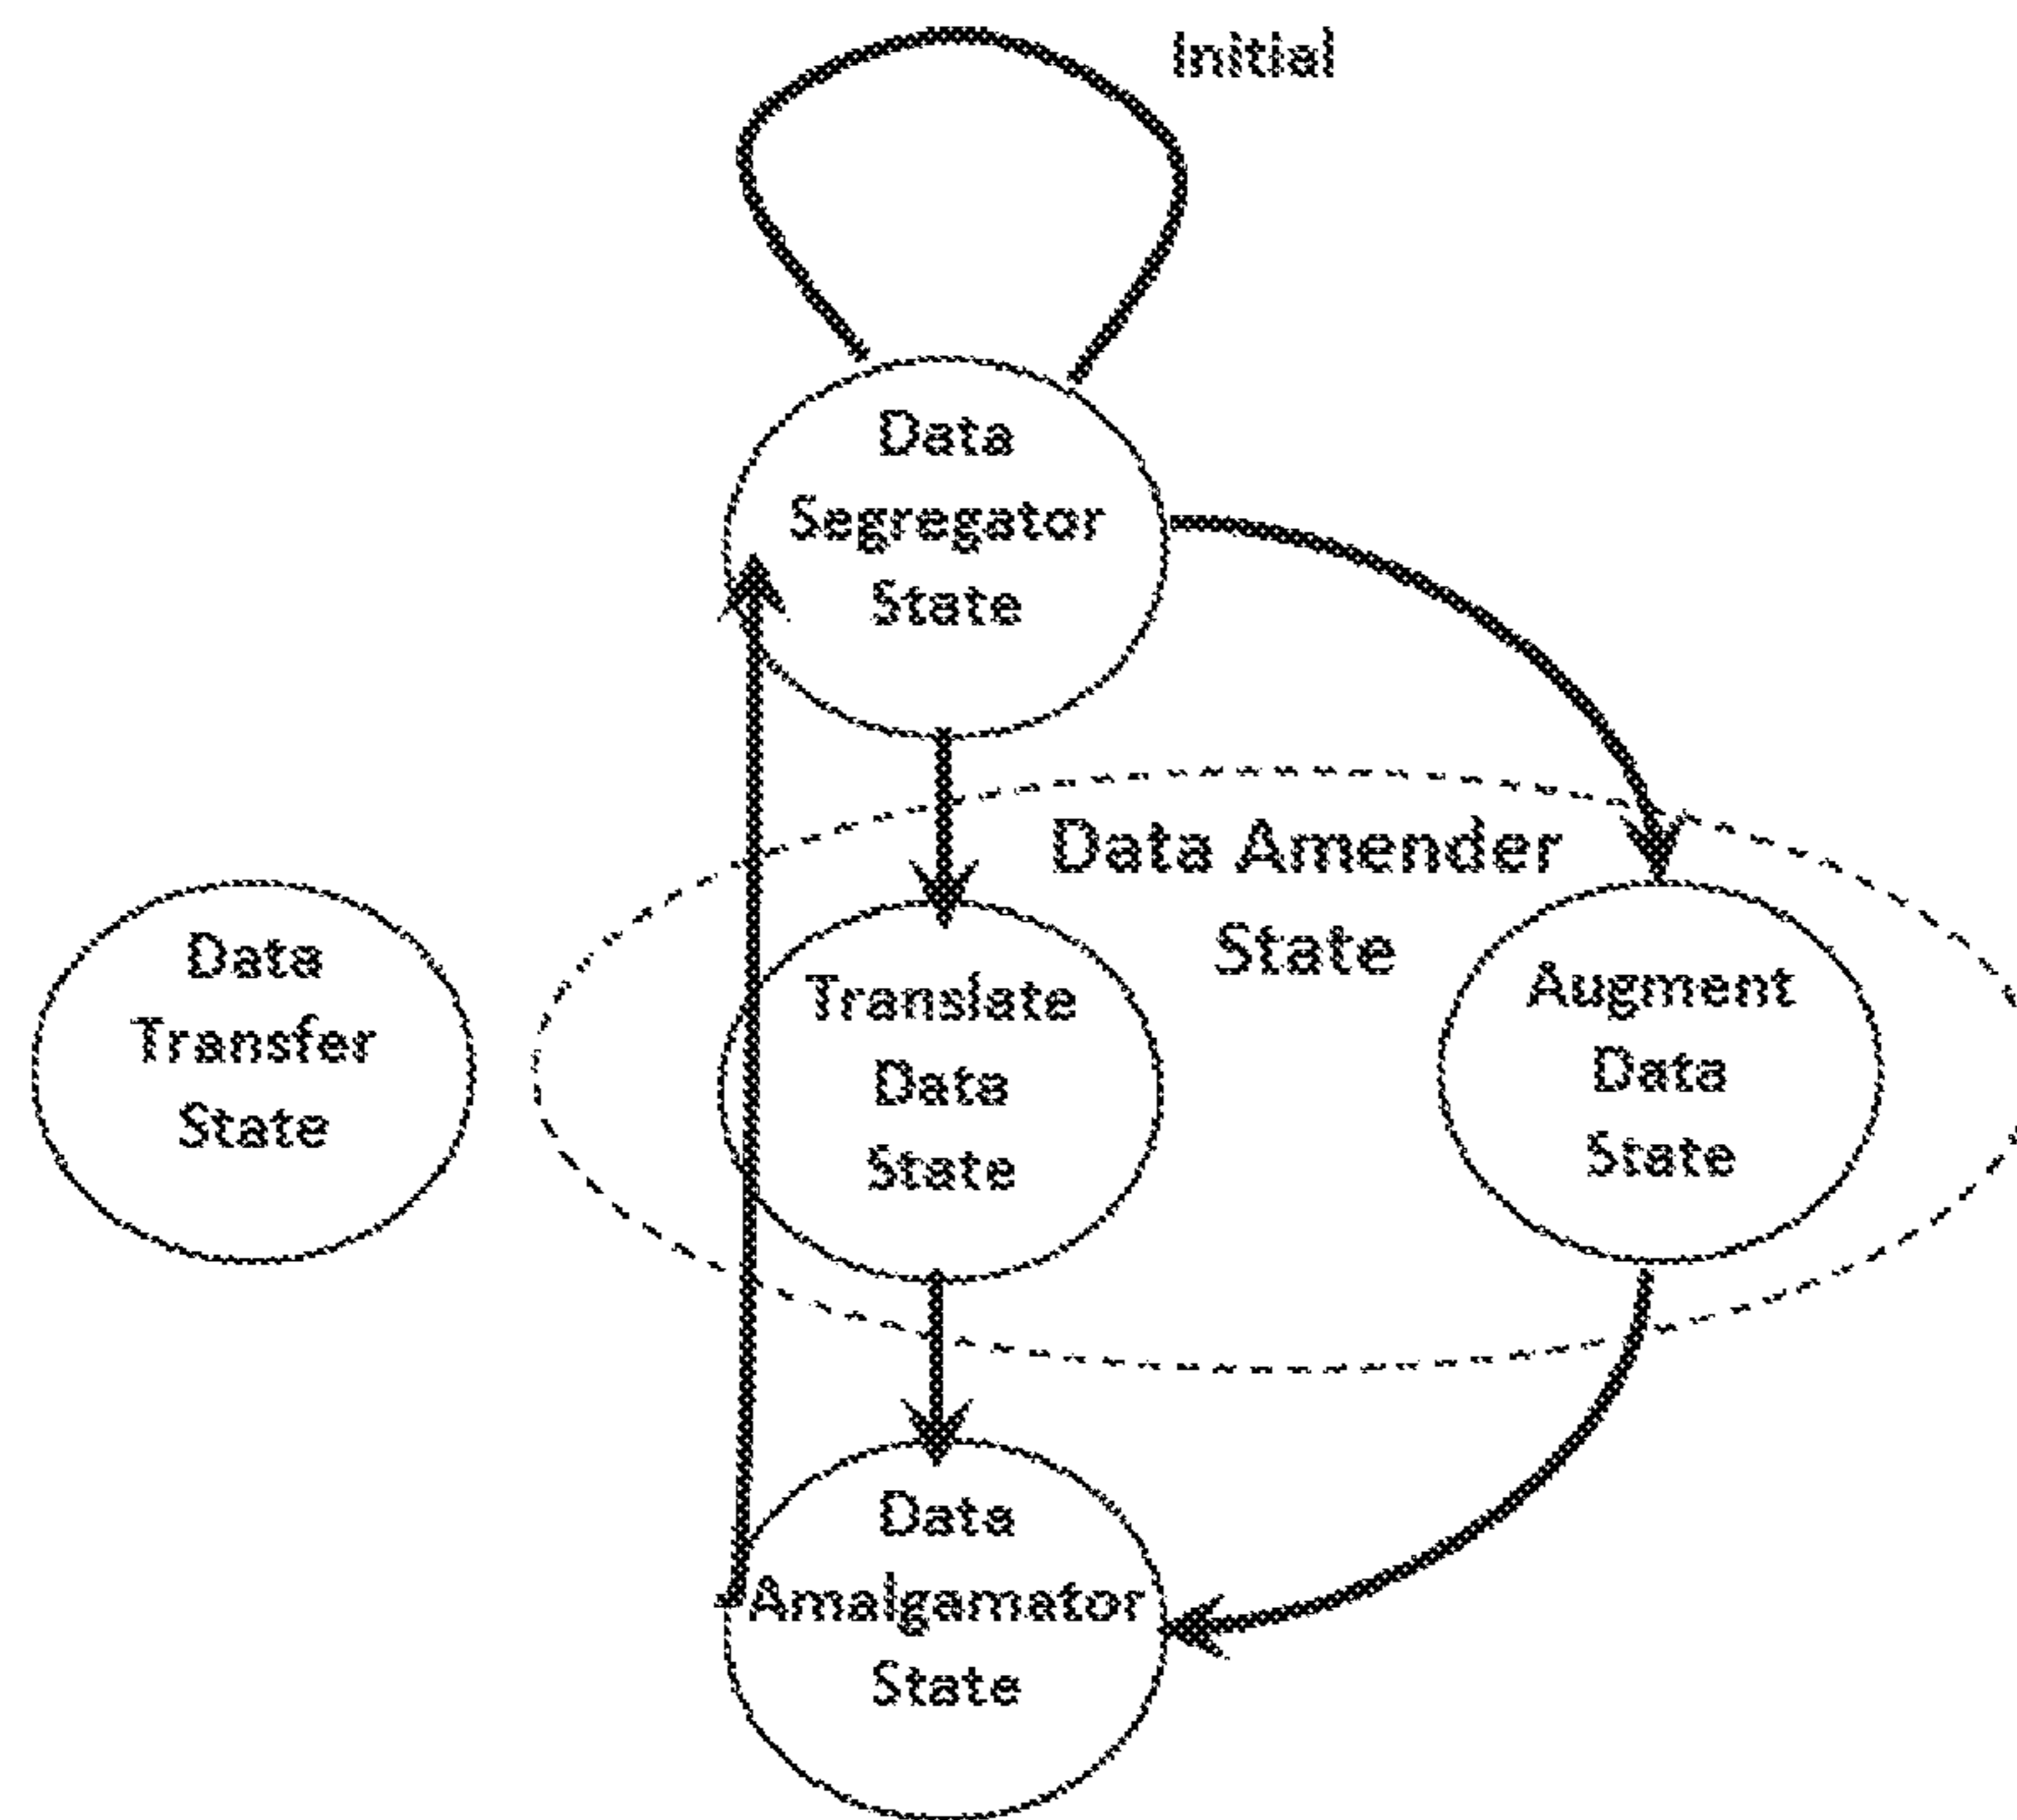 Initial
Data
Segregator
State
Data Amender
State
Data
Transfer
State
Translate
Data
State
Augment
Data
State
Data
Amalgamator
State